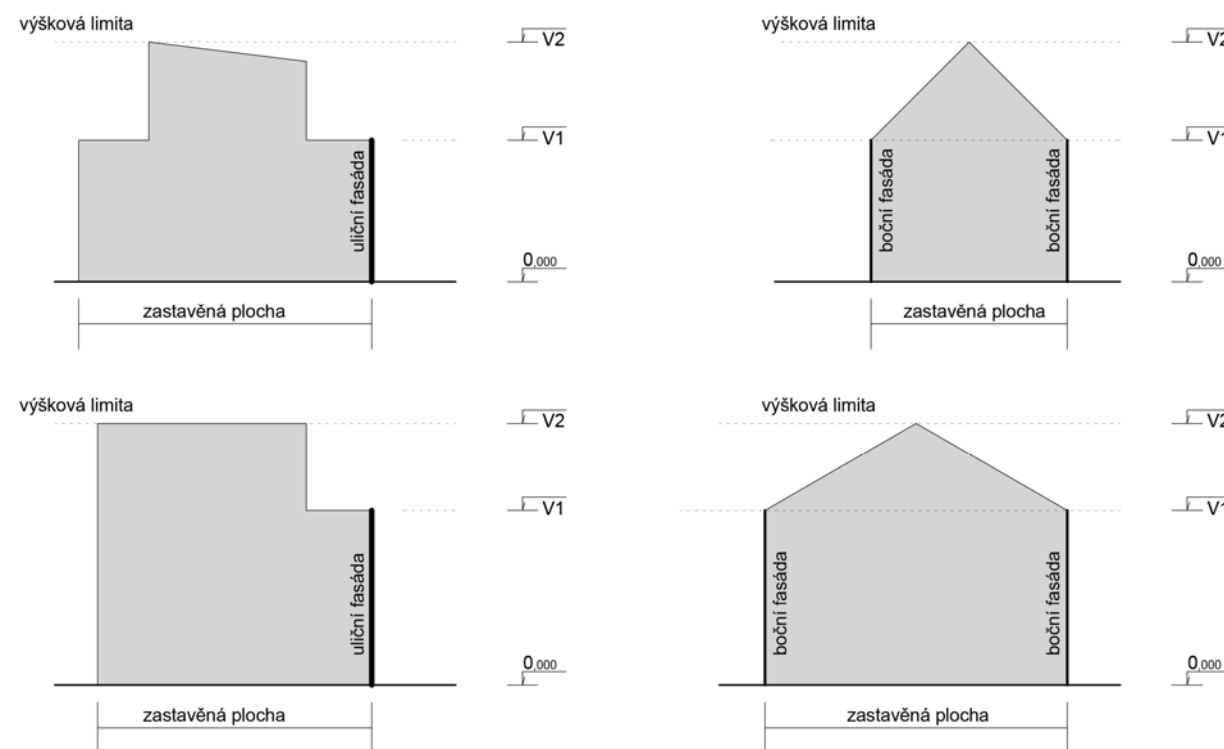 výšková limita
V2
V1
uliční fasáda
0,000
zastavěná plocha
výšková limita
V2
V1
boční fasáda
boční fasáda
0,000
zastavěná plocha
výšková limita
V2
V1
uliční fasáda
0,000
zastavěná plocha
výšková limita
V2
V1
boční fasáda
boční fasáda
0,000
zastavěná plocha